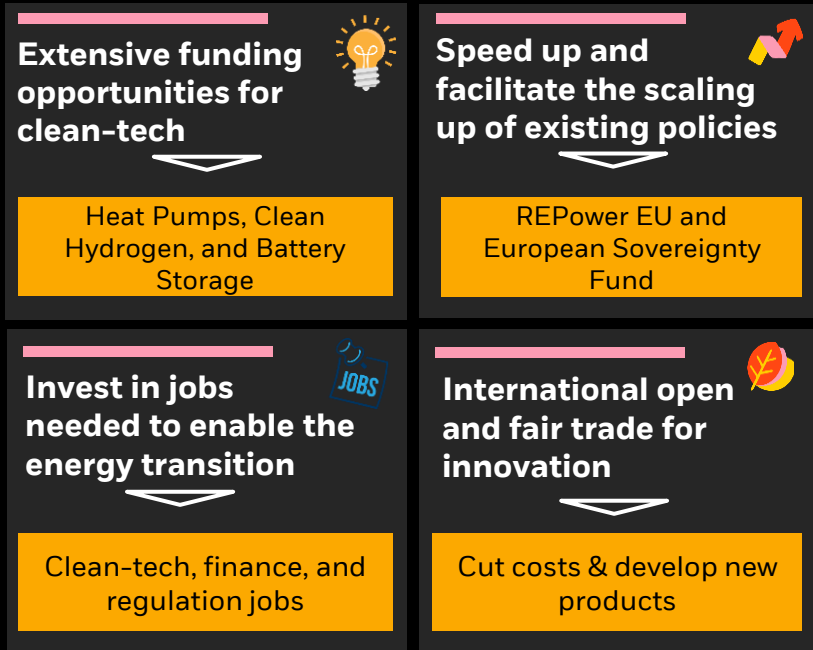 Extensive funding
opportunities for
clean-tech
Heat Pumps, Clean
Hydrogen, and Battery
Storage
Speed up and
facilitate the scaling
up of existing policies
REPower EU and
European Sovereignty
Fund
Invest in jobs
needed to enable the
energy transition
JOBS
Clean-tech, finance, and
regulation jobs
International open
and fair trade for
innovation
Cut costs & develop new
products